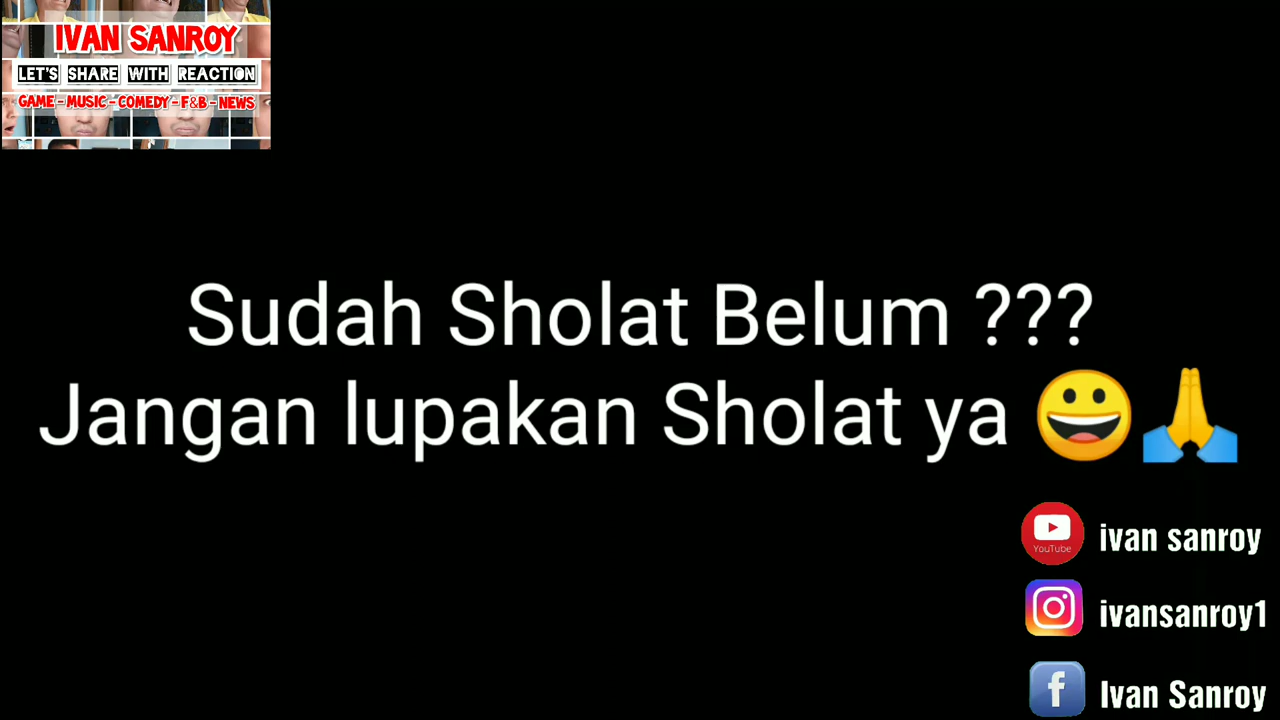 IVAN SANROY
LET'S SHARE WITH REACTION
GAME - MUSIC - COMEDY - F&B - NEWS
Sudah Sholat Belum ???
Jangan lupakan Sholat ya 😀🙏
YouTube
ivan sanroy
ivansanroy1
f
Ivan Sanroy